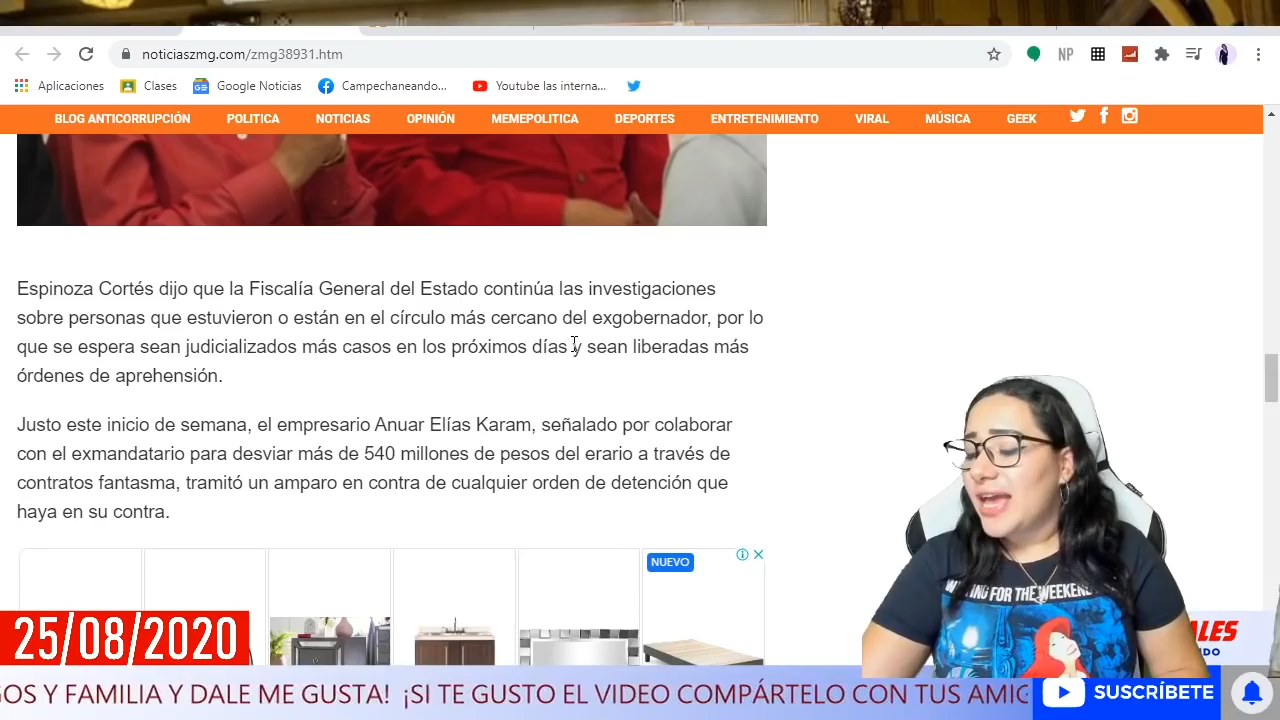 noticiaszmg.com/zmg38931.htm
NP
Aplicaciones
Clases
Google Noticias
Campechaneando...
Youtube las interna...
BLOG ANTICORRUPCIÓN
POLITICA
NOTICIAS
OPINIÓN
MEMEPOLITICA
DEPORTES
ENTRETENIMIENTO
VIRAL
MÚSICA
GEEK
Espinoza Cortés dijo que la Fiscalía General del Estado continúa las investigaciones
sobre personas que estuvieron o están en el círculo más cercano del exgobernador, por lo
que se espera sean judicializados más casos en los próximos días y sean liberadas más
órdenes de aprehensión.
Justo este inicio de semana, el empresario Anuar Elías Karam, señalado por colaborar
con el exmandatario para desviar más de 540 millones de pesos del erario a través de
contratos fantasma, tramitó un amparo en contra de cualquier orden de detención que
haya en su contra.
NUEVO
FOR THE WEEKEND
25/08/2020
ALES
NDO
GOS Y FAMILIA Y DALE ME GUSTA! ¡SI TE GUSTO EL VIDEO COMPÁRTELO CON TUS AMIG
SUSCRÍBETE